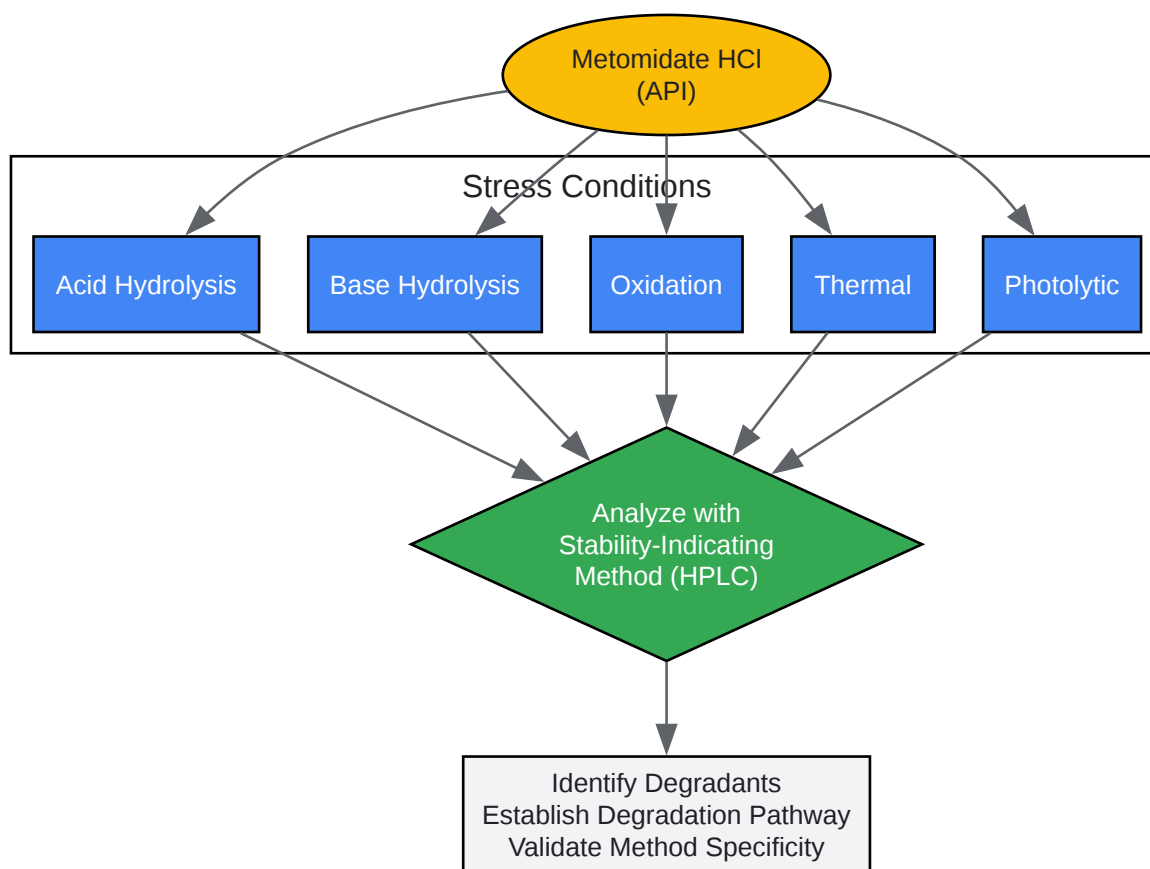 Metomidate HCl
(API)
Stress Conditions
Acid Hydrolysis
Base Hydrolysis
Oxidation
Thermal
Photolytic
Analyze with
Stability-Indicating
Method (HPLC)
Identify Degradants
Establish Degradation Pathway
Validate Method Specificity